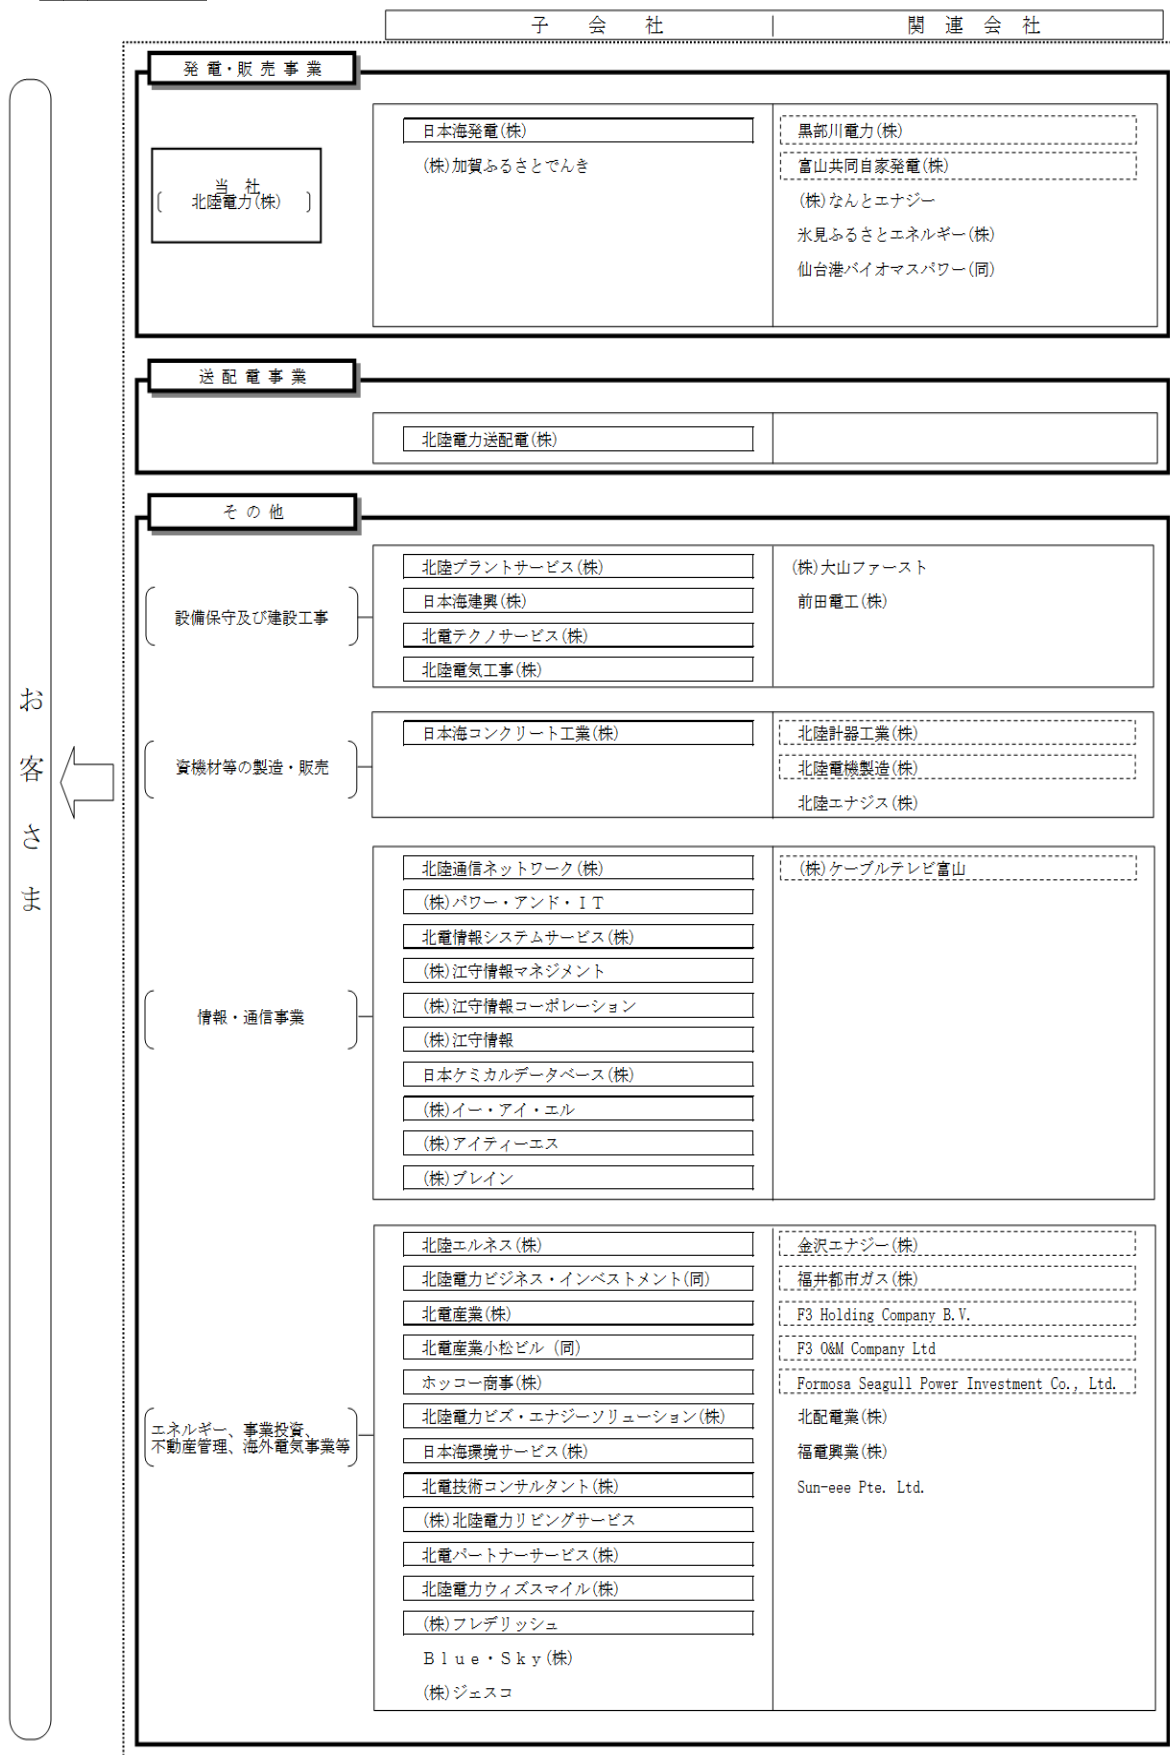 子会社
関連会社
発電・販売事業
当社
北陸電力(株)
日本海発電(株)
(株)加賀ふるさとでんき
黒部川電力(株)
富山共同自家発電(株)
(株)なんとエナジー
氷見ふるさとエネルギー(株)
仙台港バイオマスパワー(同)
送配電事業
北陸電力送配電(株)
その他
設備保守及び建設工事
北陸プラントサービス(株)
日本海建興(株)
北電テクノサービス(株)
北陸電気工事(株)
(株)大山ファースト
前田電工(株)
資機材等の製造・販売
日本海コンクリート工業(株)
北陸計器工業(株)
北陸電機製造(株)
北陸エナジス(株)
情報・通信事業
北陸通信ネットワーク(株)
(株)パワー・アンド・IT
北電情報システムサービス(株)
(株)江守情報マネジメント
(株)江守情報コーポレーション
(株)江守情報
日本ケミカルデータベース(株)
(株)イー・アイ・エル
(株)アイティーエス
(株)ブレイン
(株)ケーブルテレビ富山
エネルギー、事業投資、
不動産管理、海外電気事業等
北陸エルネス(株)
北陸電力ビジネス・インベストメント(同)
北電産業(株)
北電産業小松ビル(同)
ホッコー商事(株)
北陸電力ビズ・エナジーソリューション(株)
日本海環境サービス(株)
北電技術コンサルタント(株)
(株)北陸電力リビングサービス
北電パートナーサービス(株)
北陸電力ウィズスマイル(株)
(株)フレデリッシュ
Blue・Sky(株)
(株)ジェスコ
金沢エナジー(株)
福井都市ガス(株)
F3 Holding Company B.V.
F3 O&M Company Ltd
Formosa Seagull Power Investment Co., Ltd.
北配電業(株)
福電興業(株)
Sun-eee Pte. Ltd.
お客さま